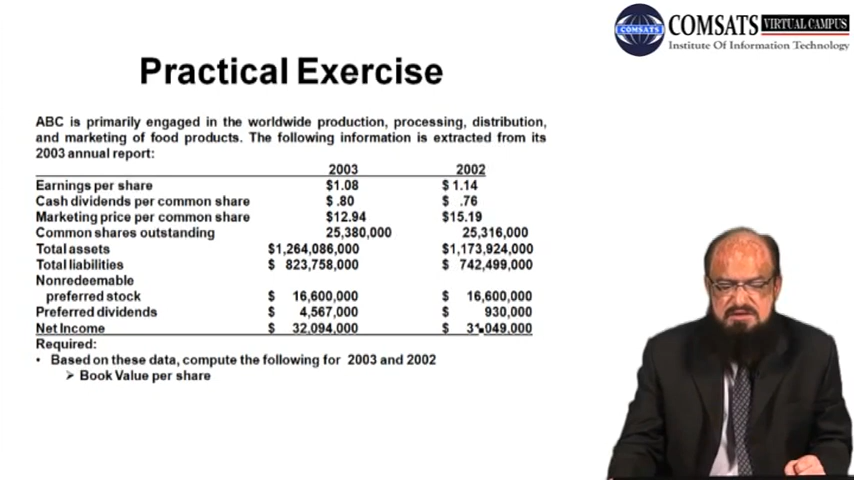 COMSATS
COMSATS VIRTUAL CAMPUS
Institute Of Information Technology
Practical Exercise
ABC is primarily engaged in the worldwide production, processing, distribution,
and marketing of food products. The following information is extracted from its
2003 annual report:
2003 2002
Earnings per share $1.08 $ 1.14
Cash dividends per common share $ .80 $ .76
Marketing price per common share $12.94 $15.19
Common shares outstanding 25,380,000 25,316,000
Total assets $1,264,086,000 $1,173,924,000
Total liabilities $ 823,758,000 $ 742,499,000
Nonredeemable
preferred stock $ 16,600,000 $ 16,600,000
Preferred dividends $ 4,567,000 $ 930,000
Net Income $ 32,094,000 $ 31,049,000
Required:
• Based on these data, compute the following for 2003 and 2002
➢ Book Value per share